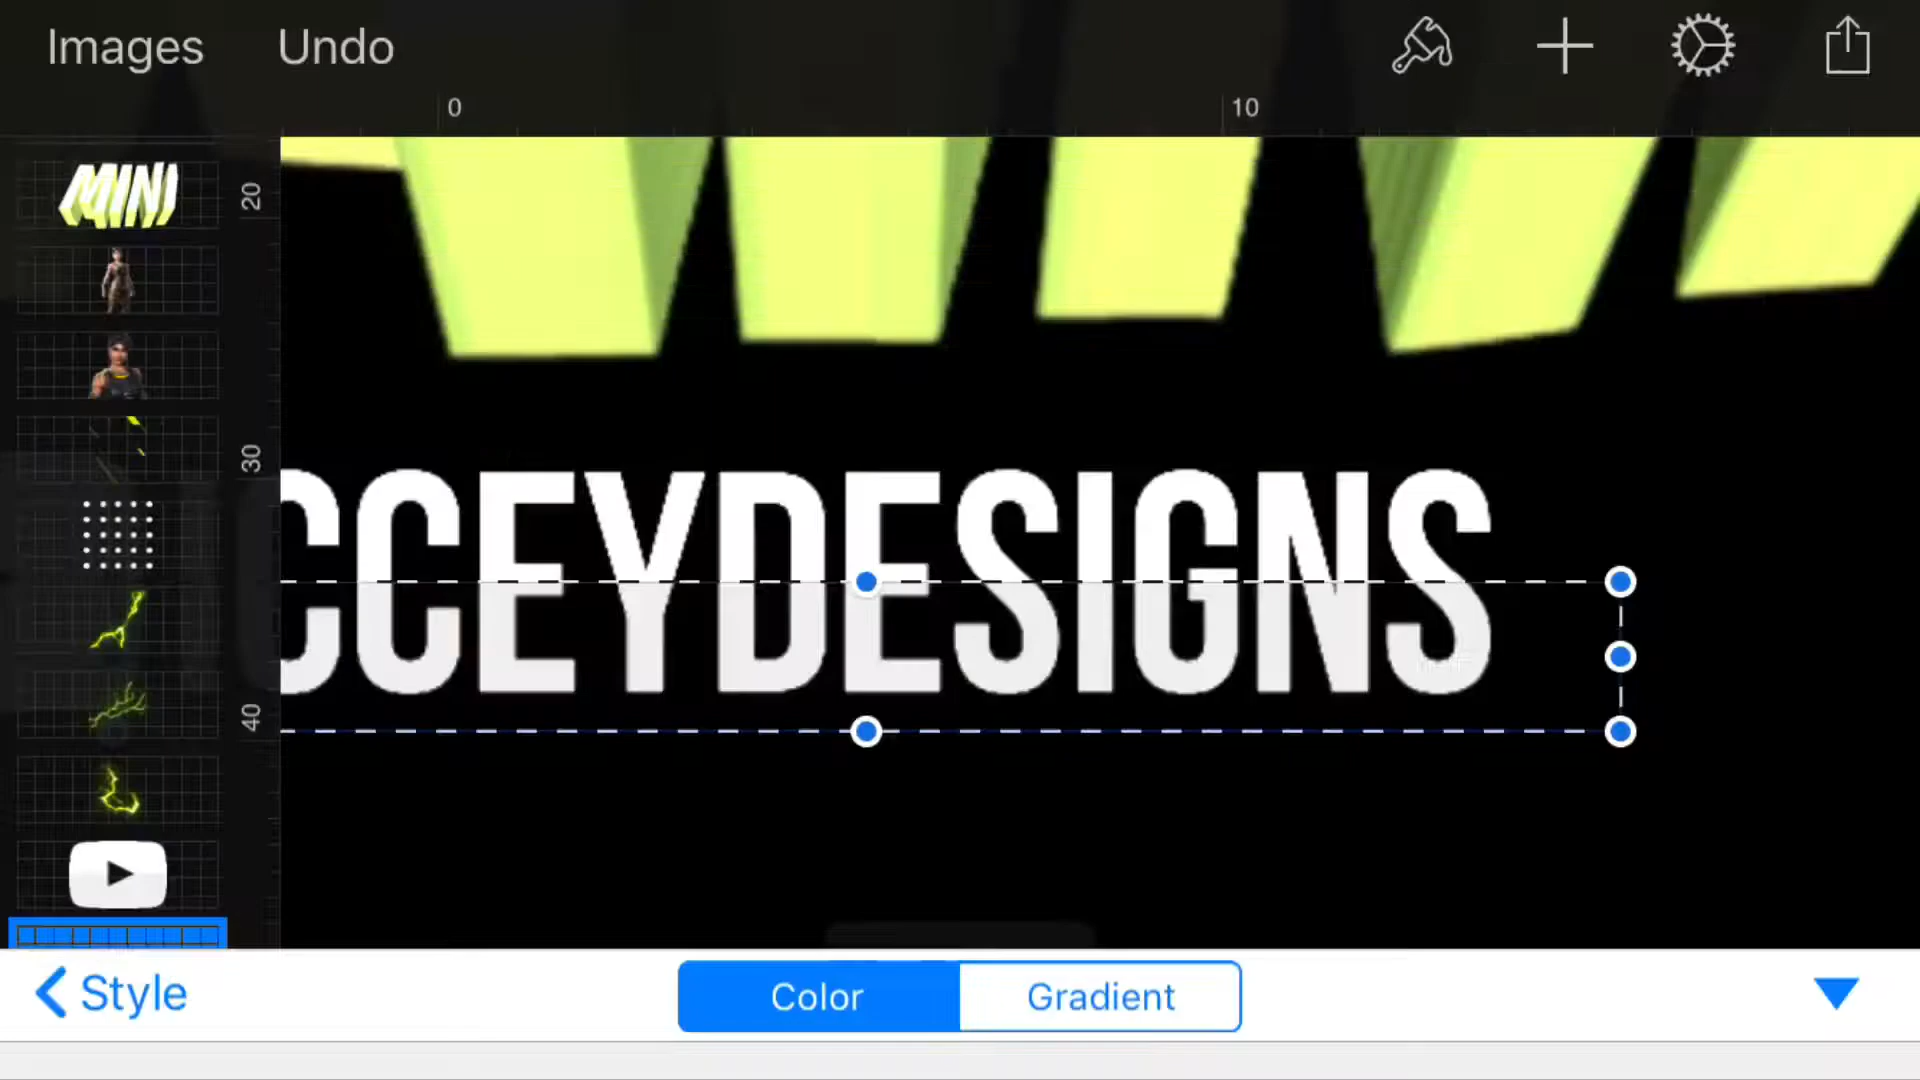 Images Undo
0 10
MINI
20
30
CCEYDESIGNS
40
Style Color Gradient